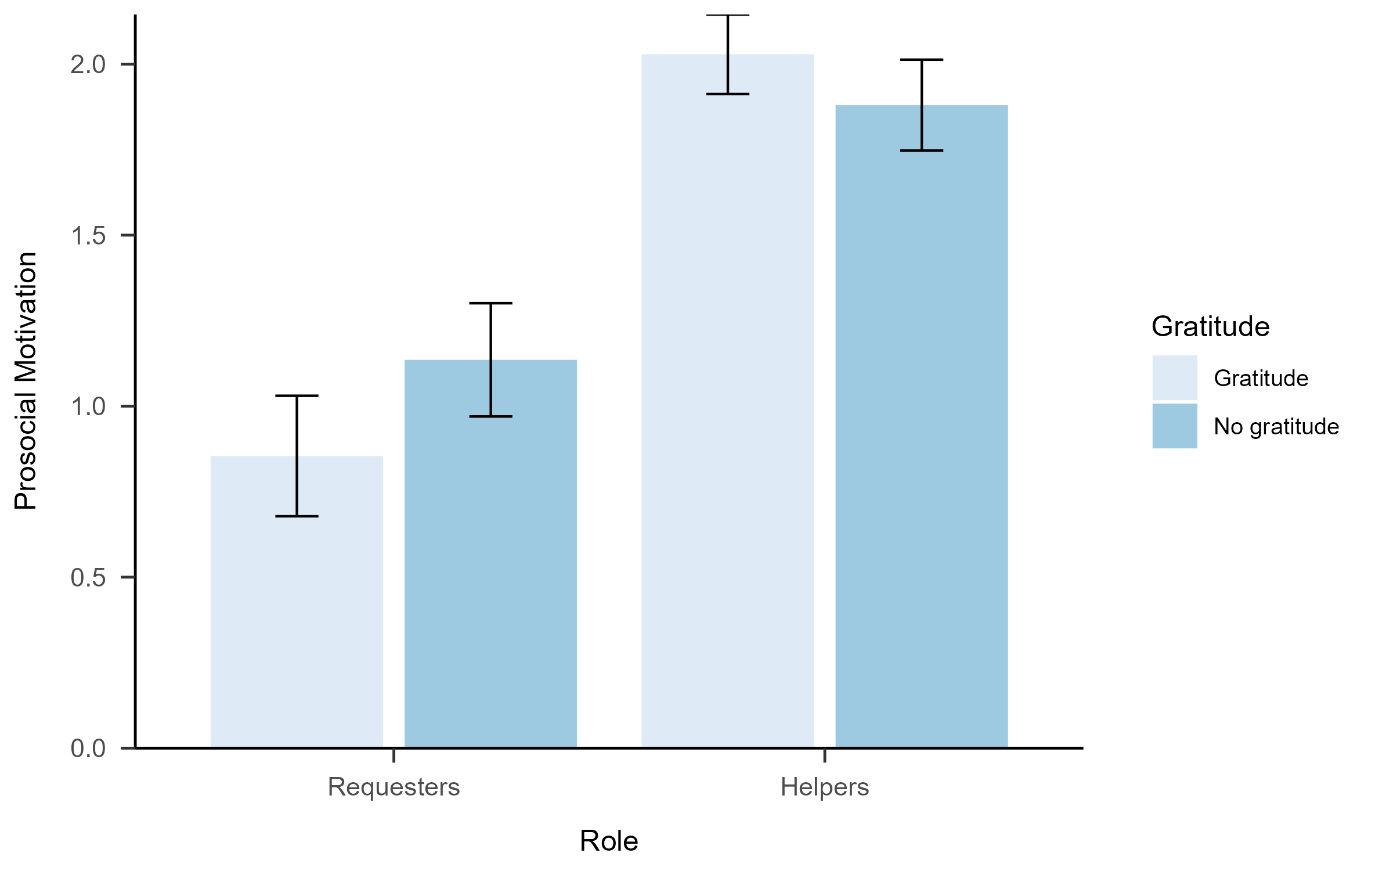 Prosocial Motivation
2.0
1.5
1.0
0.5
0.0
Requesters
Helpers
Role
Gratitude
Gratitude
No gratitude